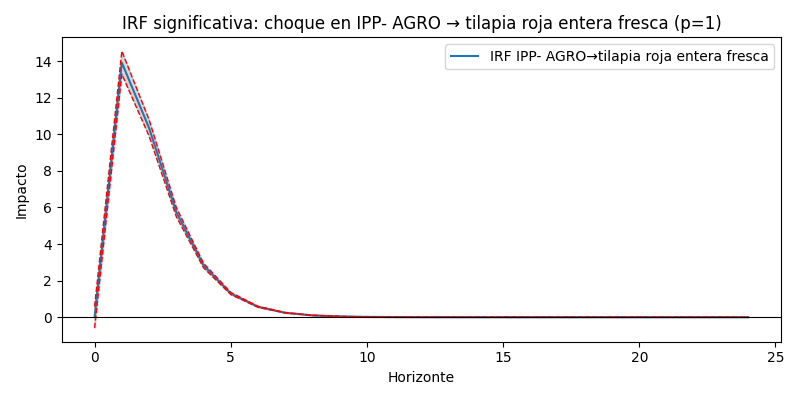 IRF significativa: choque en IPP- AGRO → tilapia roja entera fresca (p=1)
IRF IPP- AGRO→tilapia roja entera fresca
Impacto
14
12
10
8
6
4
2
0
0 5 10 15 20 25
Horizonte